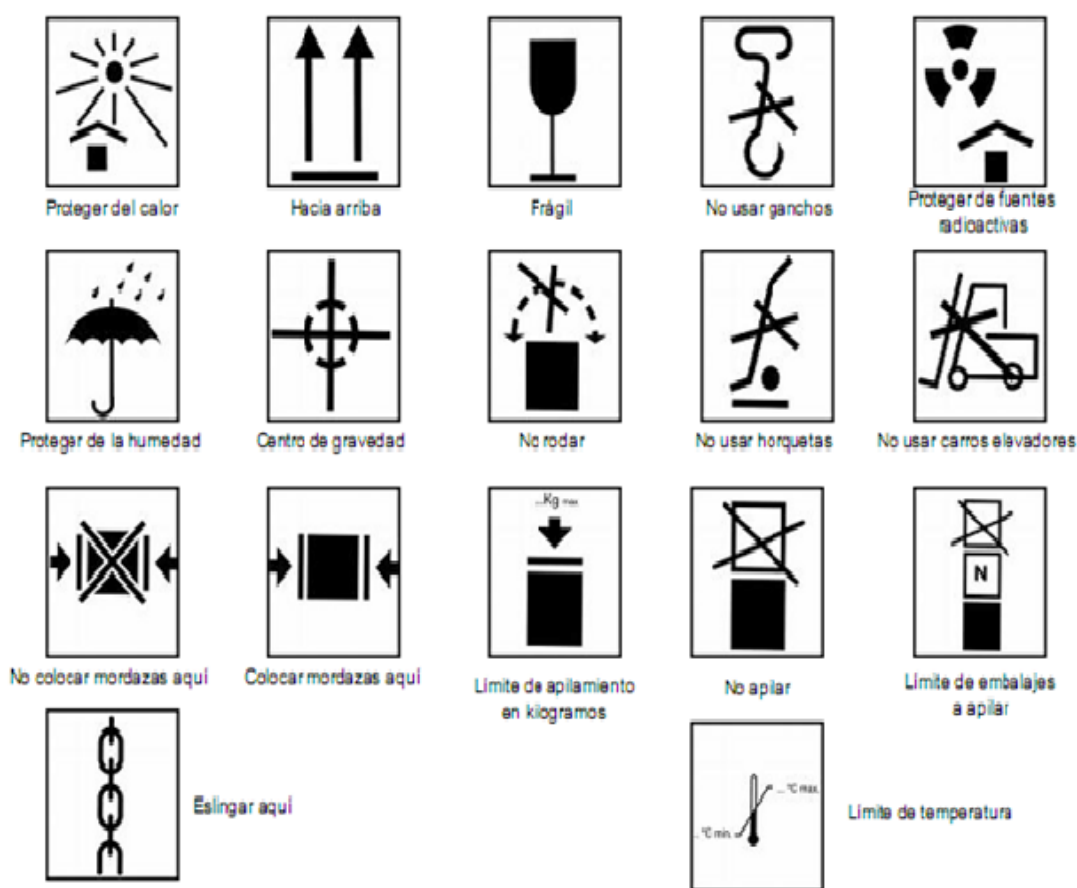 Proteger del calor
Hacia arriba
Frágil
No usar ganchos
Proteger de fuentes
radioactivas
Proteger de la humedad
Centro de gravedad
No rodar
No usar horquetas
No usar carros elevadores
...Kg max.
N
No colocar mordazas aquí
Colocar mordazas aquí
Límite de apilamiento
en kilogramos
No apilar
Límite de embalajes
a apilar
Eslingar aquí
... °C max.
... °C min.
Límite de temperatura